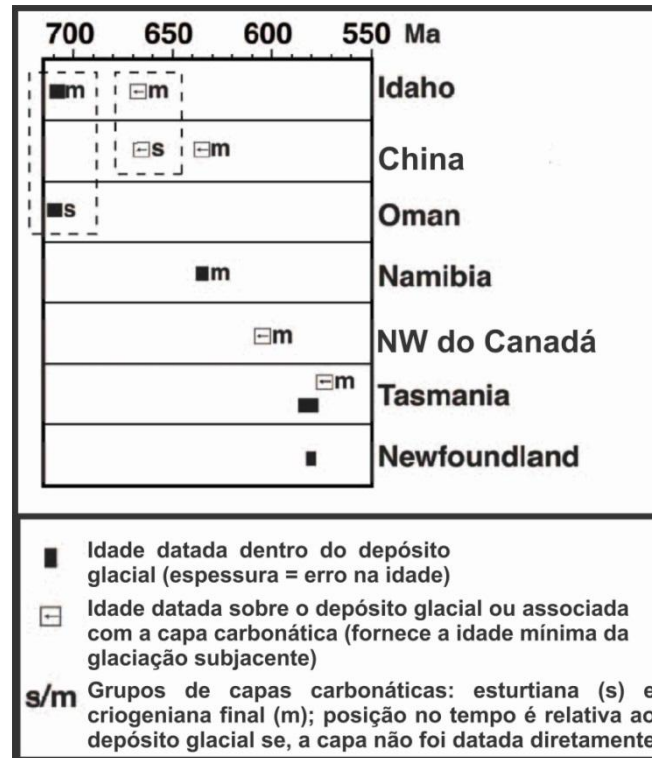 700 650 600 550 Ma
m m Idaho
s m China
s Oman
m Namibia
m NW do Canadá
m Tasmania
Newfoundland
Idade datada dentro do depósito
glacial (espessura = erro na idade)
Idade datada sobre o depósito glacial ou associada
com a capa carbonática (fornece a idade mínima da
glaciação subjacente)
s/m Grupos de capas carbonáticas: esturtiana (s) e
criogeniana final (m); posição no tempo é relativa ao
depósito glacial se, a capa não foi datada diretamente